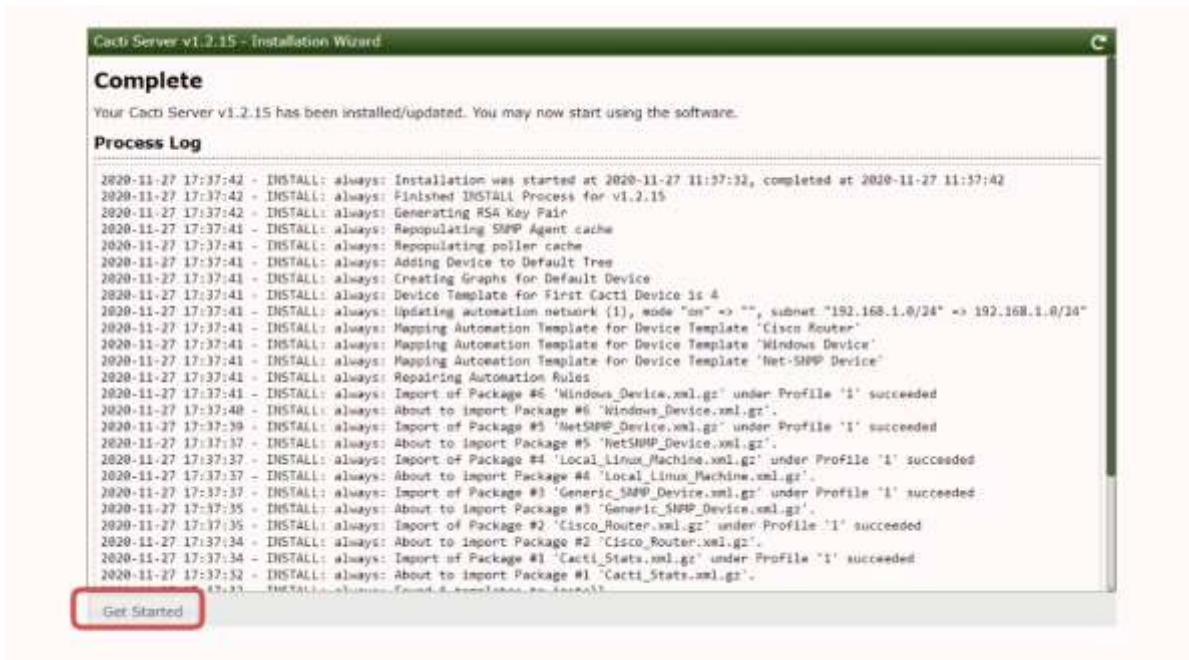 Cacti Server v1.2.15 - Installation Wizard
Complete
Your Cacti Server v1.2.15 has been installed/updated. You may now start using the software.
Process Log
2020-11-27 17:37:42 - INSTALL: always: Installation was started at 2020-11-27 11:37:32, completed at 2020-11-27 11:37:42
2020-11-27 17:37:42 - INSTALL: always: Finished INSTALL Process for v1.2.15
2020-11-27 17:37:42 - INSTALL: always: Generating RSA Key Pair
2020-11-27 17:37:41 - INSTALL: always: Repopulating SNMP Agent cache
2020-11-27 17:37:41 - INSTALL: always: Repopulating poller cache
2020-11-27 17:37:41 - INSTALL: always: Adding Device to Default Tree
2020-11-27 17:37:41 - INSTALL: always: Creating Graphs for Default Device
2020-11-27 17:37:41 - INSTALL: always: Device Template for First Cacti Device is 4
2020-11-27 17:37:41 - INSTALL: always: Updating automation network (1), mode "on" => "", subnet "192.168.1.0/24" => 192.168.1.0/24"
2020-11-27 17:37:41 - INSTALL: always: Mapping Automation Template for Device Template 'Cisco Router'
2020-11-27 17:37:41 - INSTALL: always: Mapping Automation Template for Device Template 'Windows Device'
2020-11-27 17:37:41 - INSTALL: always: Mapping Automation Template for Device Template 'Net-SNMP Device'
2020-11-27 17:37:41 - INSTALL: always: Repairing Automation Rules
2020-11-27 17:37:41 - INSTALL: always: Import of Package #6 'Windows_Device.xml.gz' under Profile '1' succeeded
2020-11-27 17:37:40 - INSTALL: always: About to import Package #6 'Windows_Device.xml.gz'.
2020-11-27 17:37:39 - INSTALL: always: Import of Package #5 'NetSNMP_Device.xml.gz' under Profile '1' succeeded
2020-11-27 17:37:37 - INSTALL: always: About to import Package #5 'NetSNMP_Device.xml.gz'.
2020-11-27 17:37:37 - INSTALL: always: Import of Package #4 'Local_Linux_Machine.xml.gz' under Profile '1' succeeded
2020-11-27 17:37:37 - INSTALL: always: About to import Package #4 'Local_Linux_Machine.xml.gz'.
2020-11-27 17:37:37 - INSTALL: always: Import of Package #3 'Generic_SNMP_Device.xml.gz' under Profile '1' succeeded
2020-11-27 17:37:35 - INSTALL: always: About to import Package #3 'Generic_SNMP_Device.xml.gz'.
2020-11-27 17:37:35 - INSTALL: always: Import of Package #2 'Cisco_Router.xml.gz' under Profile '1' succeeded
2020-11-27 17:37:34 - INSTALL: always: About to import Package #2 'Cisco_Router.xml.gz'.
2020-11-27 17:37:34 - INSTALL: always: Import of Package #1 'Cacti_Stats.xml.gz' under Profile '1' succeeded
2020-11-27 17:37:32 - INSTALL: always: About to import Package #1 'Cacti_Stats.xml.gz'.
Get Started